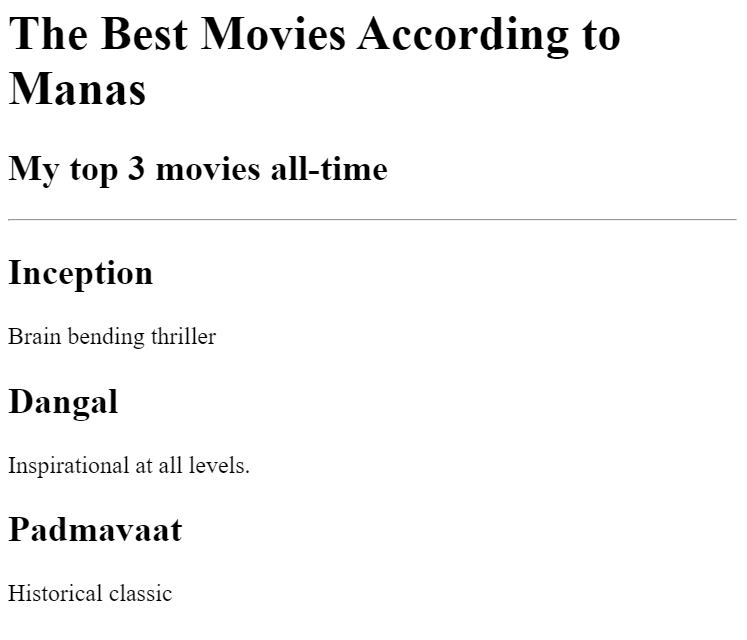 The Best Movies According to
Manas
My top 3 movies all-time
Inception
Brain bending thriller
Dangal
Inspirational at all levels.
Padmavaat
Historical classic